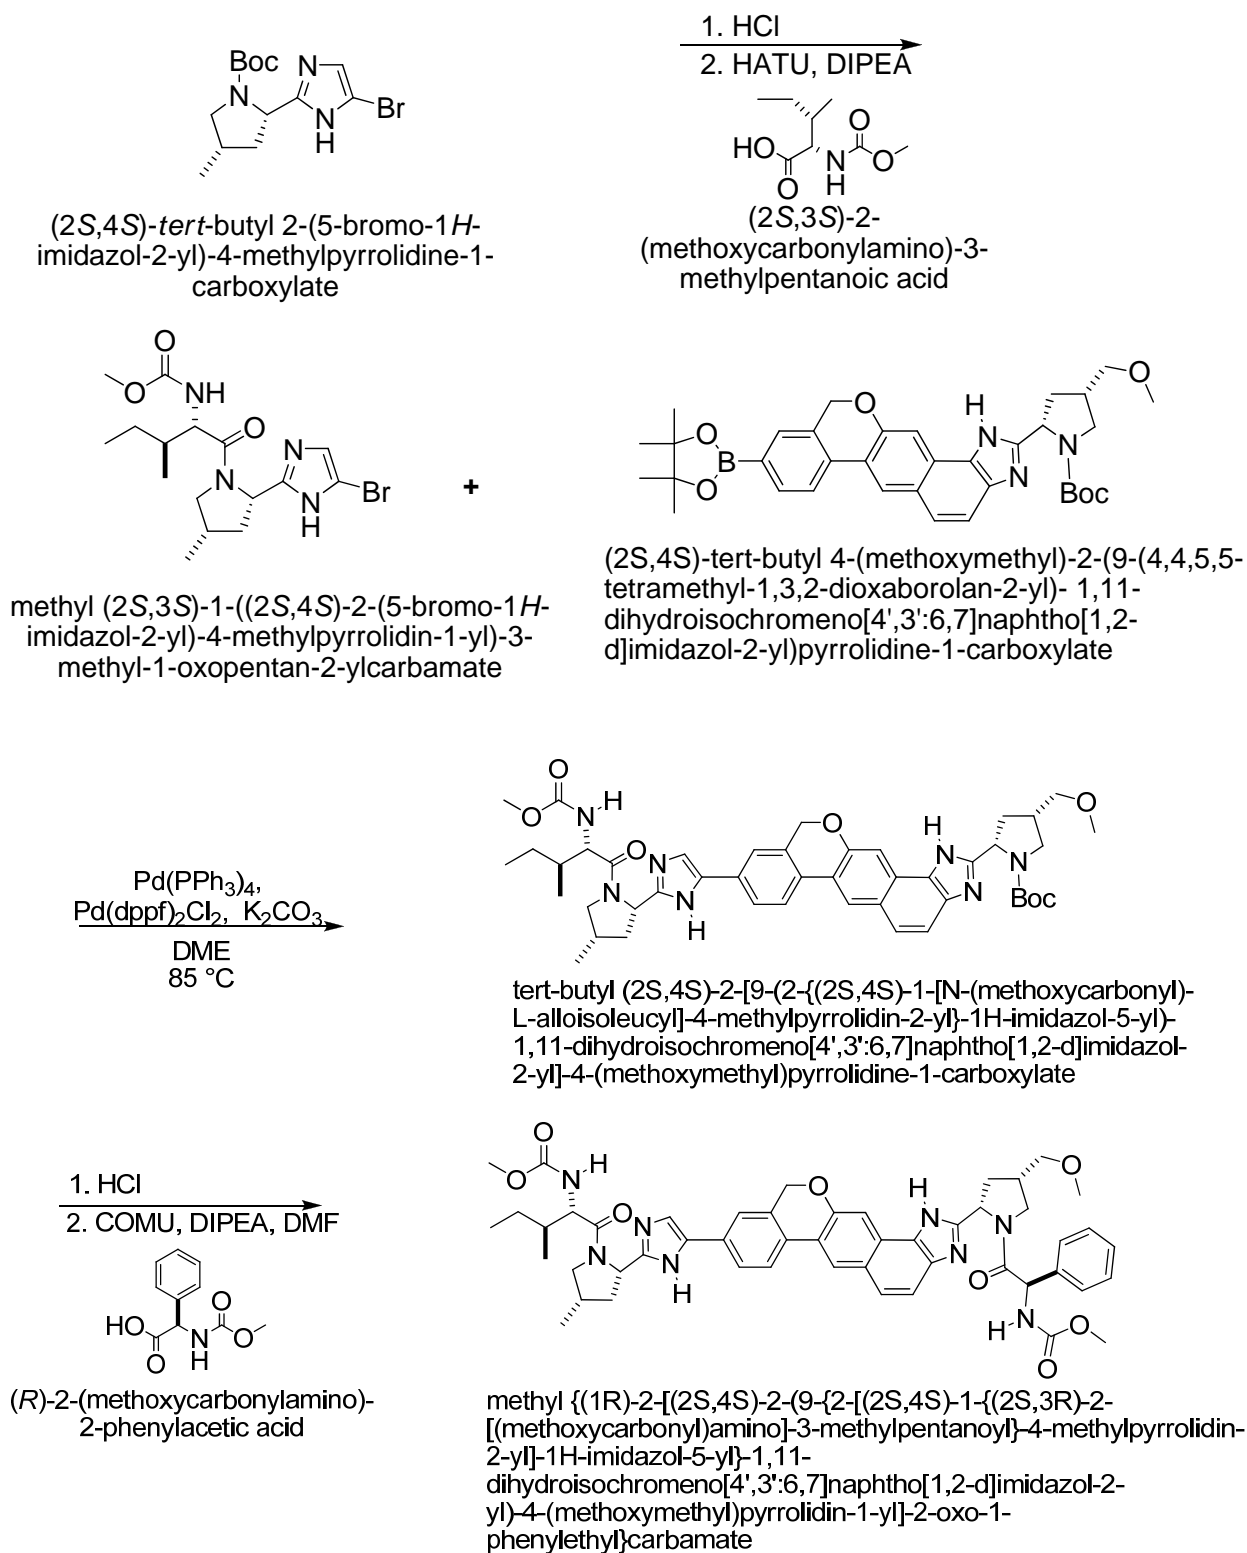 1. HCl
2. HATU, DIPEA
Boc
N
N
N
H
Br
HO
O
N
H
O
O
(2S,4S)-tert-butyl 2-(5-bromo-1H-
imidazol-2-yl)-4-methylpyrrolidine-1-
carboxylate
(2S,3S)-2-
(methoxycarbonylamino)-3-
methylpentanoic acid
O
O
NH
O
N
N
N
H
Br
+
O
O
B
O
H
N
N
N
Boc
O
methyl (2S,3S)-1-((2S,4S)-2-(5-bromo-1H-
imidazol-2-yl)-4-methylpyrrolidin-1-yl)-3-
methyl-1-oxopentan-2-ylcarbamate
(2S,4S)-tert-butyl 4-(methoxymethyl)-2-(9-(4,4,5,5-
tetramethyl-1,3,2-dioxaborolan-2-yl)- 1,11-
dihydroisochromeno[4',3':6,7]naphtho[1,2-
d]imidazol-2-yl)pyrrolidine-1-carboxylate
Pd(PPh3)4,
Pd(dppf)2Cl2, K2CO3
DME
85 °C
O
O
N
H
O
N
N
N
H
O
H
N
N
N
Boc
O
tert-butyl (2S,4S)-2-[9-(2-{(2S,4S)-1-[N-(methoxycarbonyl)-
L-alloisoleucyl]-4-methylpyrrolidin-2-yl}-1H-imidazol-5-yl)-
1,11-dihydroisochromeno[4',3':6,7]naphtho[1,2-d]imidazol-
2-yl]-4-(methoxymethyl)pyrrolidine-1-carboxylate
1. HCl
2. COMU, DIPEA, DMF
HO
O
N
H
O
O
(R)-2-(methoxycarbonylamino)-
2-phenylacetic acid
O
O
N
H
O
N
N
N
H
O
H
N
N
N
O
O
H
N
O
O
methyl {(1R)-2-[(2S,4S)-2-(9-{2-[(2S,4S)-1-{(2S,3R)-2-
[(methoxycarbonyl)amino]-3-methylpentanoyl}-4-methylpyrrolidin-
2-yl]-1H-imidazol-5-yl}-1,11-
dihydroisochromeno[4',3':6,7]naphtho[1,2-d]imidazol-2-
yl)-4-(methoxymethyl)pyrrolidin-1-yl]-2-oxo-1-
phenylethyl}carbamate